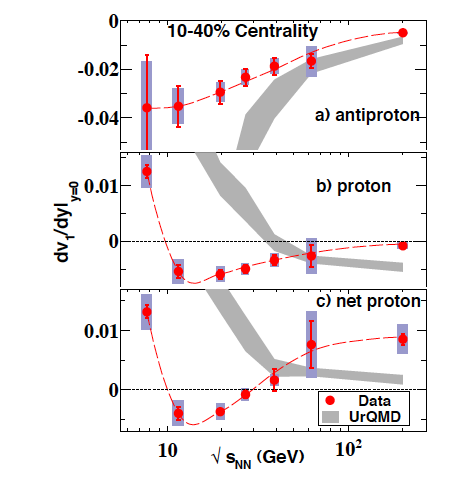 10-40% Centrality
0
-0.02
-0.04
a) antiproton
0.01
0
b) proton
dv1/dy|y=0
0.01
0
c) net proton
Data
UrQMD
10
10²
√ sNN (GeV)